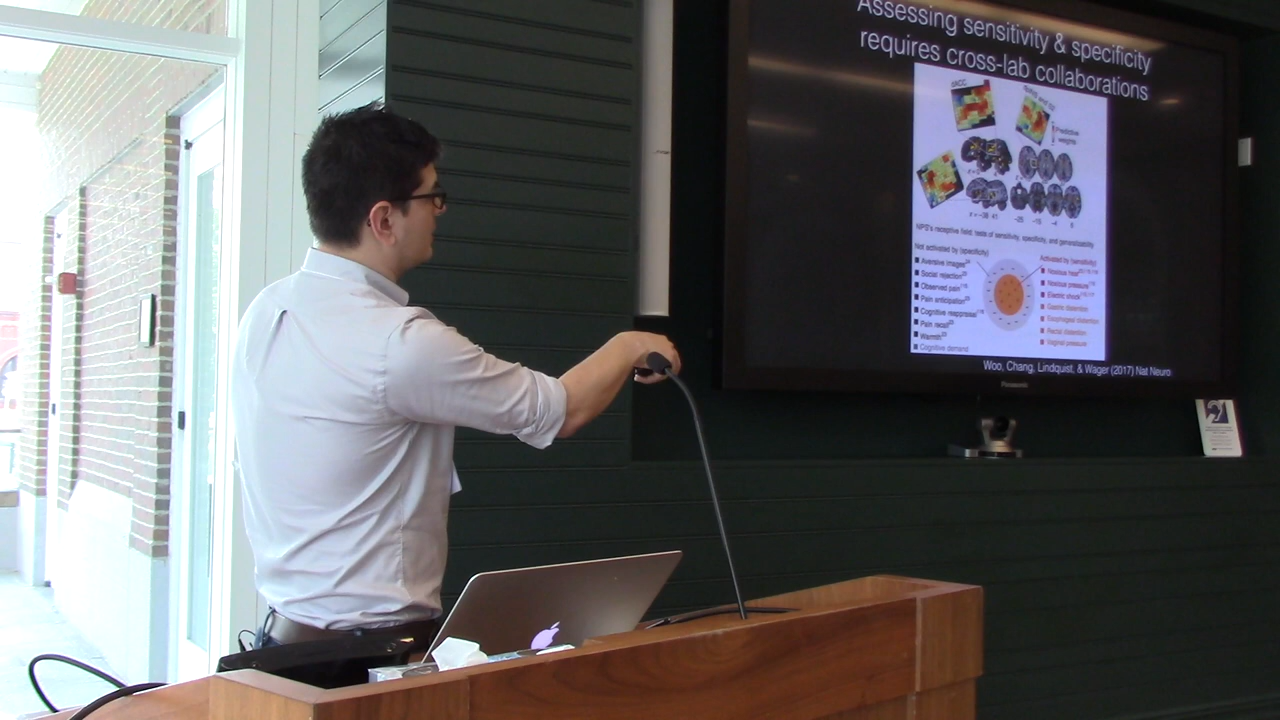 Assessing sensitivity & specificity
requires cross-lab collaborations
dACC
Predictive
weights
NPS's receptive field: tests of sensitivity, specificity, and generalizability
Not activated by (specificity)
Aversive images
Social rejection
Observed pain
Pain anticipation
Cognitive reappraisal
Pain recall
Warmth
Cognitive demand
Activated by (sensitivity)
Noxious heat
Noxious pressure
Electric shock
Gastric distention
Esophageal distention
Rectal distention
Vaginal pressure
Woo, Chang, Lindquist, & Wager (2017) Nat Neuro
Panasonic